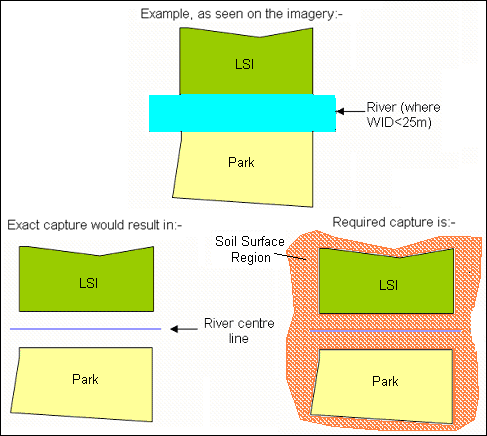 Example, as seen on the imagery:-
LSI
River (where
WID<25m)
Park
Exact capture would result in:-
LSI
River centre
line
Park
Required capture is:-
Soil Surface
Region
LSI
Park